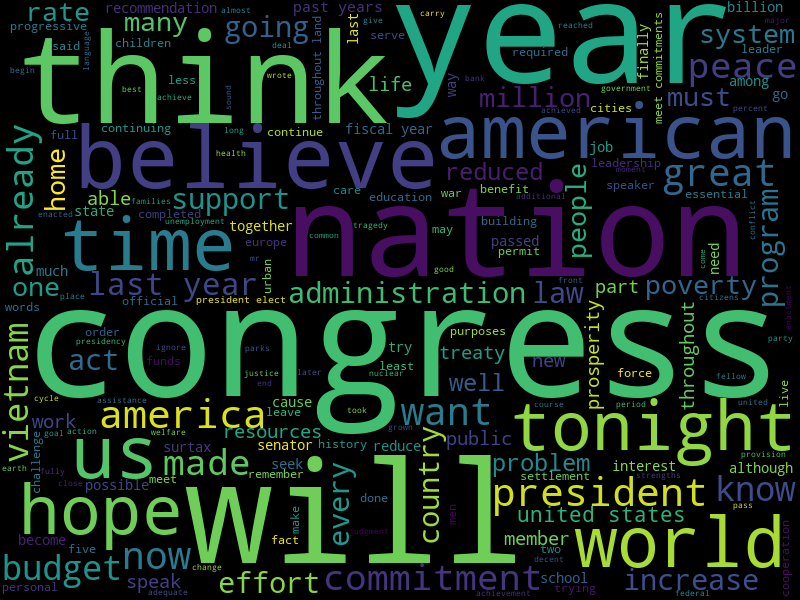 rate
many
going
past years
billion
recommendation
almost
give
carry
reached
major
progressive
said
children
deal
serve
required
system
leader
language
think
year
last
finally
peace
less
life
way
million
among
go
begin
best
wrote
achieve
sound
throughout land
bank
government
meet commitments
must
cities
achieved
percent
full
continuing
continue
fiscal year
american
already
believe
long
job
health
home
reduced
leadership
moment
great
able
families
support
care
education
war
benefit
additional
people
speaker
essential
state
completed
unemployment
together
may
building
conflict
time
europe
common
tragedy
nation
passed
program
much
mr
urban
good
permit
need
come
one
last year
administration
law
part
poverty
words
place
official
president elect
front
citizens
order
presidency
ignore
parks
later
try
purposes
treaty
new
prosperity
throughout
party
vietnam
act
funds
justice
end
nuclear
least
congress
well
force
fellow
cycle
assistance
cause
live
work
america
leave
took
want
course
period
united
challenge
goal
action
welfare
resources
grown
history
country
tonight
provision
us
surtax
senator
reduce
public
interest
although
earth
fully
made
seek
problem
settlement
strengths
close
meet
possible
remember
every
will
president
know
hope
done
make
men
united states
pass
become
five
now
fact
judgment
member
two
world
cooperation
budget
change
decent
speak
effort
commitment
school
trying
increase
personal
adequate
achievement
federal